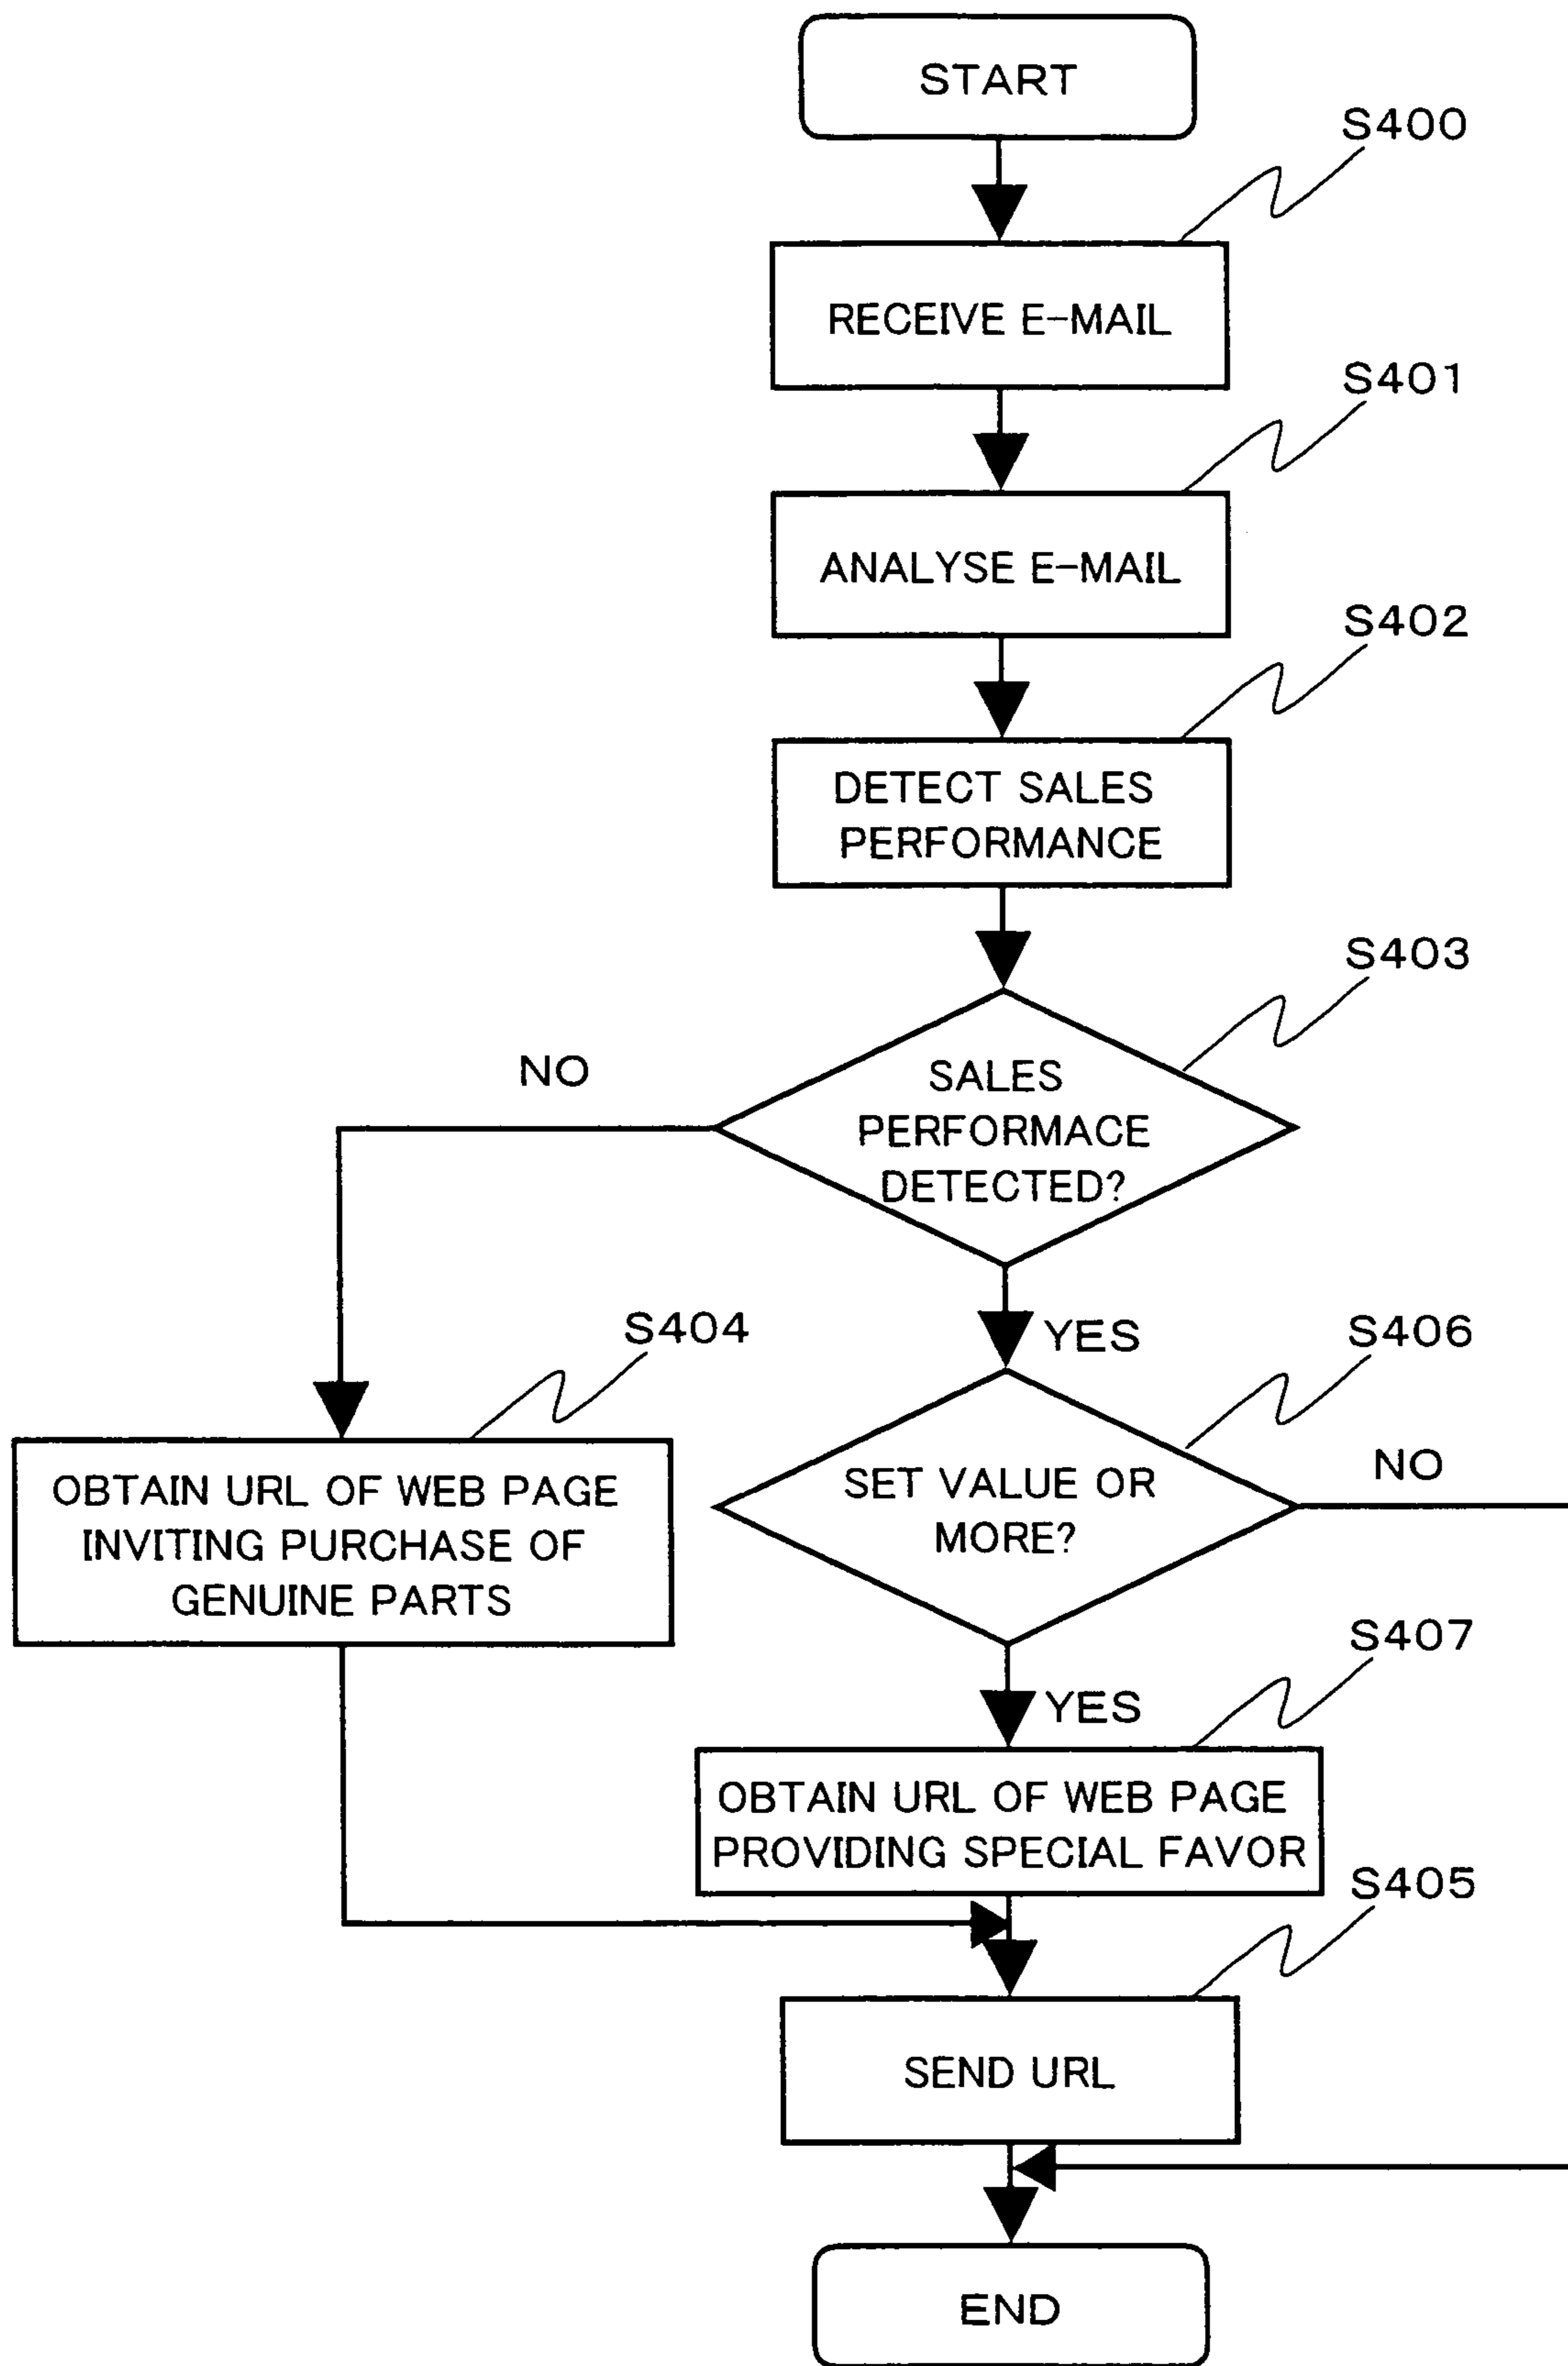 START
S400
RECEIVE E-MAIL
S401
ANALYSE E-MAIL
S402
DETECT SALES
PERFORMANCE
S403
NO
SALES
PERFORMACE
DETECTED?
S404
YES
S406
OBTAIN URL OF WEB PAGE
INVITING PURCHASE OF
GENUINE PARTS
SET VALUE OR
MORE?
NO
S407
YES
OBTAIN URL OF WEB PAGE
PROVIDING SPECIAL FAVOR
S405
SEND URL
END